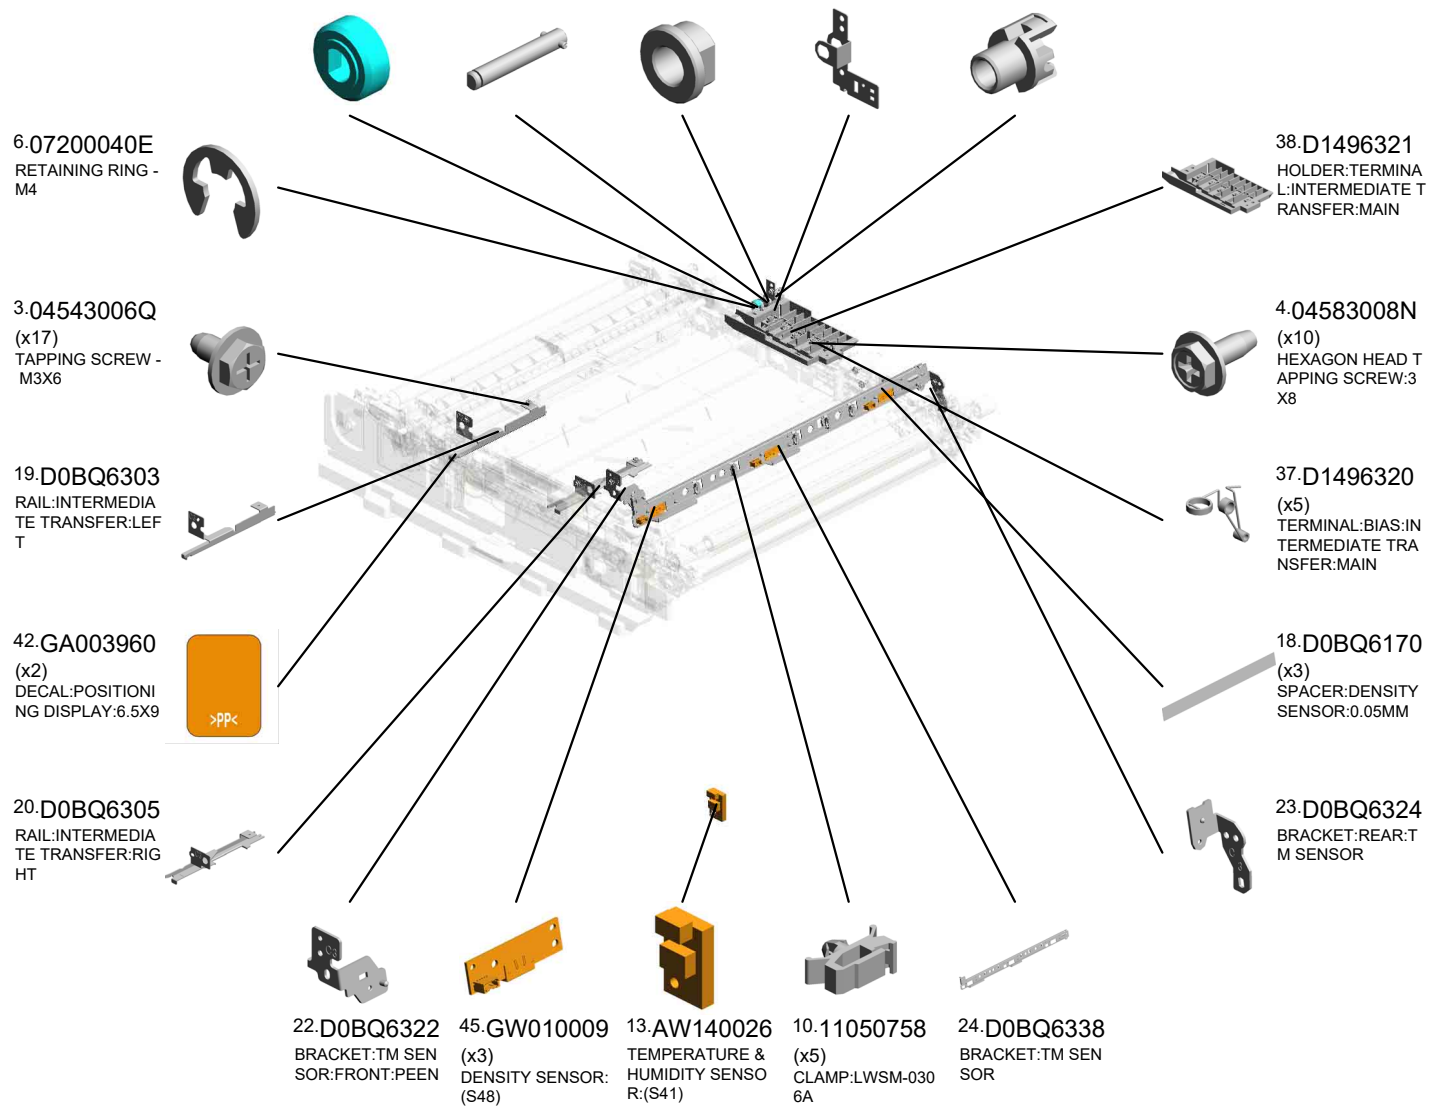 6.07200040E
RETAINING RING -
M4
38.D1496321
HOLDER:TERMINA
L:INTERMEDIATE T
RANSFER:MAIN
3.04543006Q
(x17)
TAPPING SCREW -
M3X6
4.04583008N
(x10)
HEXAGON HEAD T
APPING SCREW:3
X8
19.D0BQ6303
RAIL:INTERMEDIA
TE TRANSFER:LEF
T
37.D1496320
(x5)
TERMINAL:BIAS:IN
TERMEDIATE TRA
NSFER:MAIN
42.GA003960
(x2)
DECAL:POSITIONI
NG DISPLAY:6.5X9
>PP<
18.D0BQ6170
(x3)
SPACER:DENSITY
SENSOR:0.05MM
20.D0BQ6305
RAIL:INTERMEDIA
TE TRANSFER:RIG
HT
23.D0BQ6324
BRACKET:REAR:T
M SENSOR
22.D0BQ6322
BRACKET:TM SEN
SOR:FRONT:PEEN
45.GW010009
(x3)
DENSITY SENSOR:
(S48)
13.AW140026
TEMPERATURE &
HUMIDITY SENSO
R:(S41)
10.11050758
(x5)
CLAMP:LWSM-030
6A
24.D0BQ6338
BRACKET:TM SEN
SOR